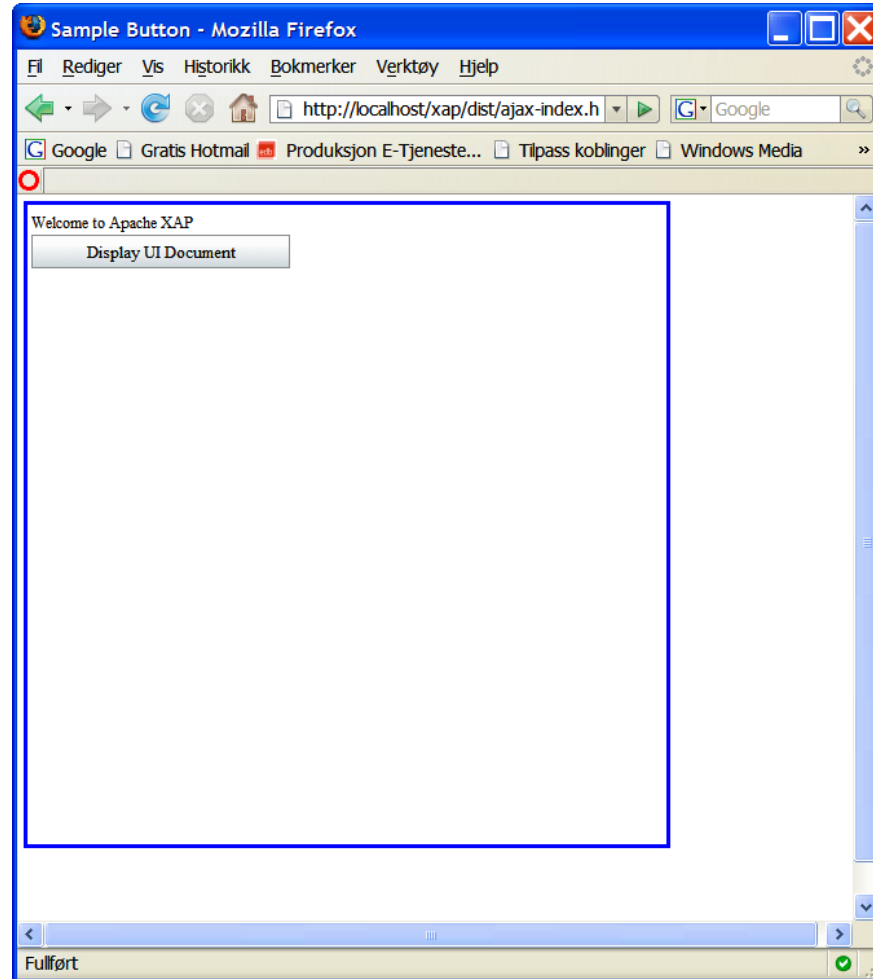 Sample Button - Mozilla Firefox
Fil Rediger Vis Historikk Bokmerker Verktøy Hjelp
http://localhost/xap/dist/ajax-index.h G Google
G Google Gratis Hotmail Produksjon E-Tjeneste... Tilpass koblinger Windows Media »
Welcome to Apache XAP
Display UI Document
Fullført